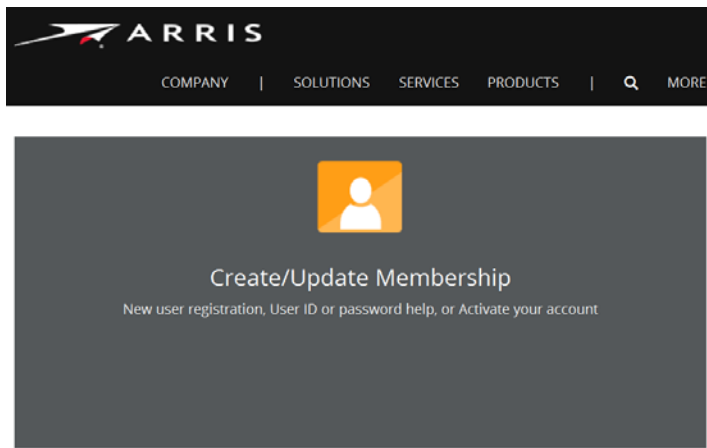 ARRIS
COMPANY | SOLUTIONS SERVICES PRODUCTS | MORE
Create/Update Membership
New user registration, User ID or password help, or Activate your account